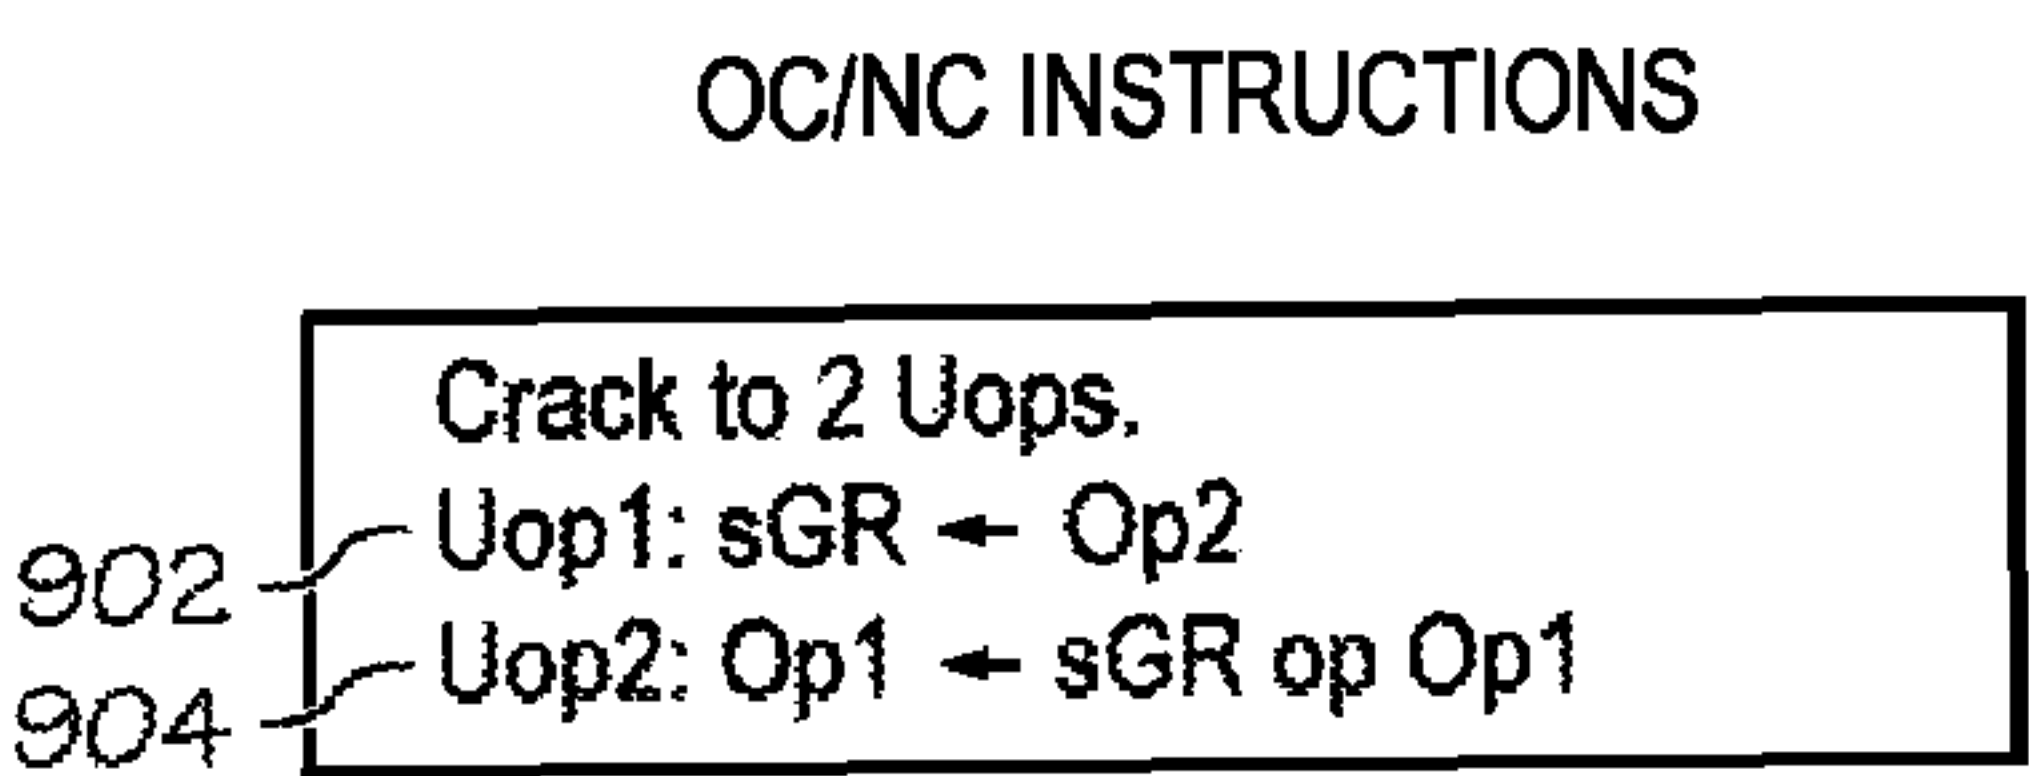 OC/NC INSTRUCTIONS
Crack to 2 Uops.
902 Uop1: sGR ← Op2
904 Uop2: Op1 ← sGR op Op1